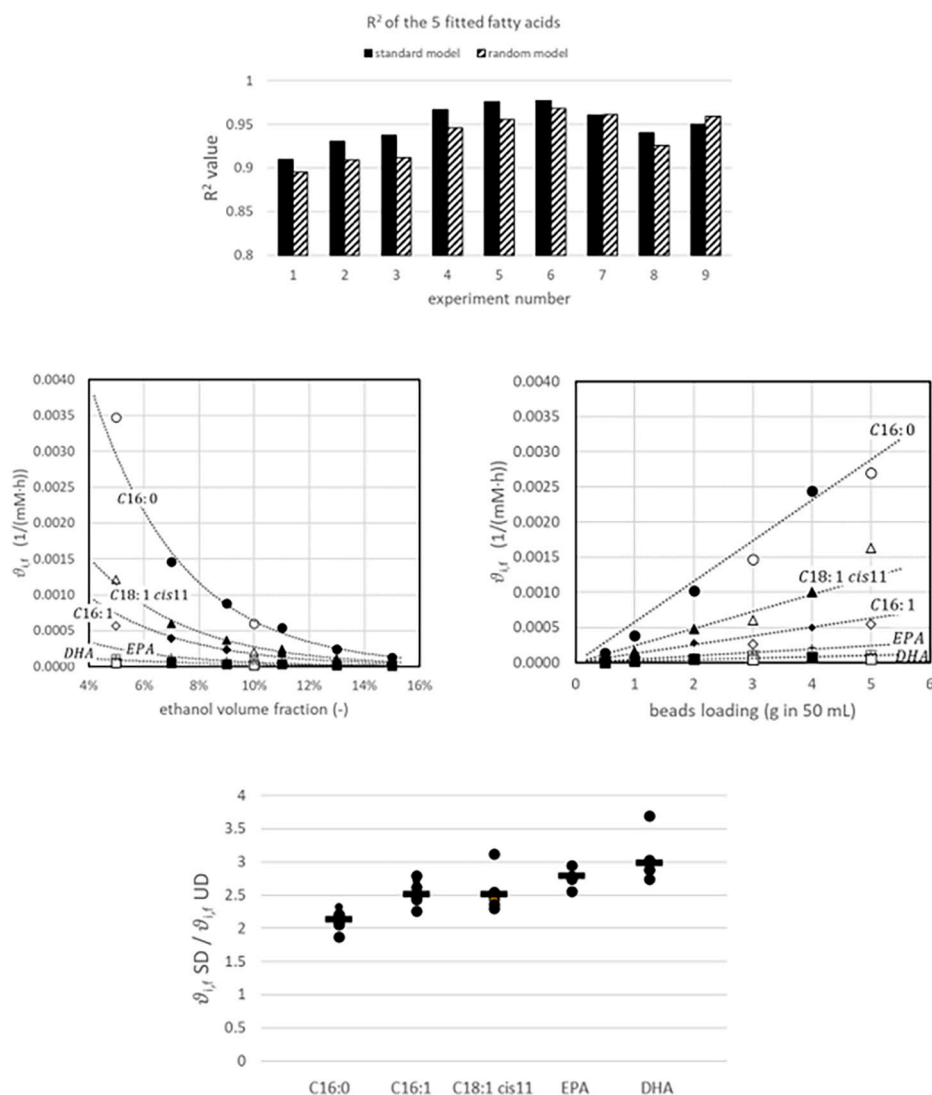 R² of the 5 fitted fatty acids
standard model random model
1
0.95
0.9
0.85
0.8
R² value
1 2 3 4 5 6 7 8 9
experiment number
0.0040
0.0035
0.0030
0.0025
0.0020
0.0015
0.0010
0.0005
0.0000
ϑi,f (1/(mM·h))
C16:0
C18:1 cis11
C16:1
EPA
DHA
4% 6% 8% 10% 12% 14% 16%
ethanol volume fraction (-)
0.0040
0.0035
0.0030
0.0025
0.0020
0.0015
0.0010
0.0005
0.0000
ϑi,f (1/(mM·h))
C16:0
C18:1 cis11
C16:1
EPA
DHA
0 1 2 3 4 5 6
beads loading (g in 50 mL)
4
3.5
3
2.5
2
1.5
1
0.5
0
ϑi,f SD / ϑi,f UD
C16:0 C16:1 C18:1 cis11 EPA DHA